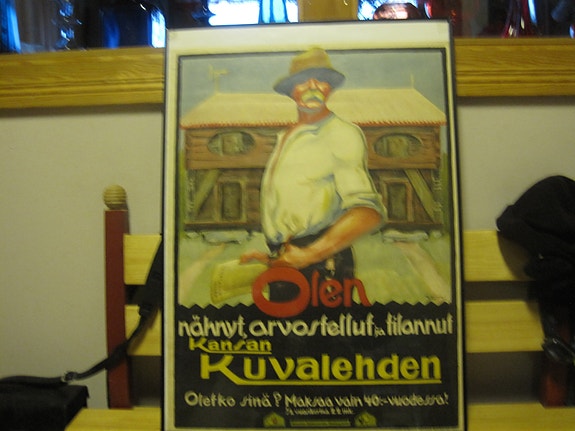 Olen
nähnyt, arvostellut ja tilannut
Kansan
Kuvalehden
Oletko sinä? Maksaa vain 40:-vuodessa!